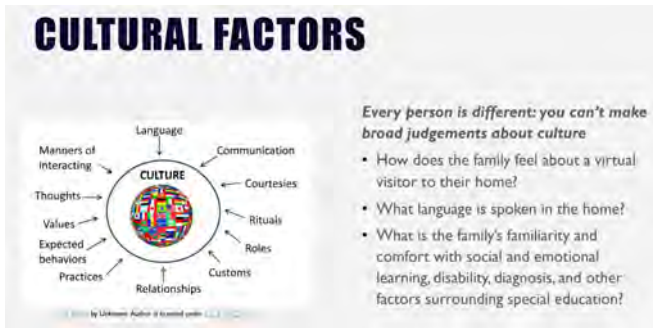 CULTURAL FACTORS
Language
Manners of
Interacting
Communication
CULTURE
Courtesies
Thoughts
Values
Rituals
Expected
behaviors
Roles
Practices
Customs
Relationships
by Unknown Author is licensed under
Every person is different: you can't make
broad judgements about culture
• How does the family feel about a virtual
visitor to their home?
• What language is spoken in the home?
• What is the family's familiarity and
comfort with social and emotional
learning, disability, diagnosis, and other
factors surrounding special education?